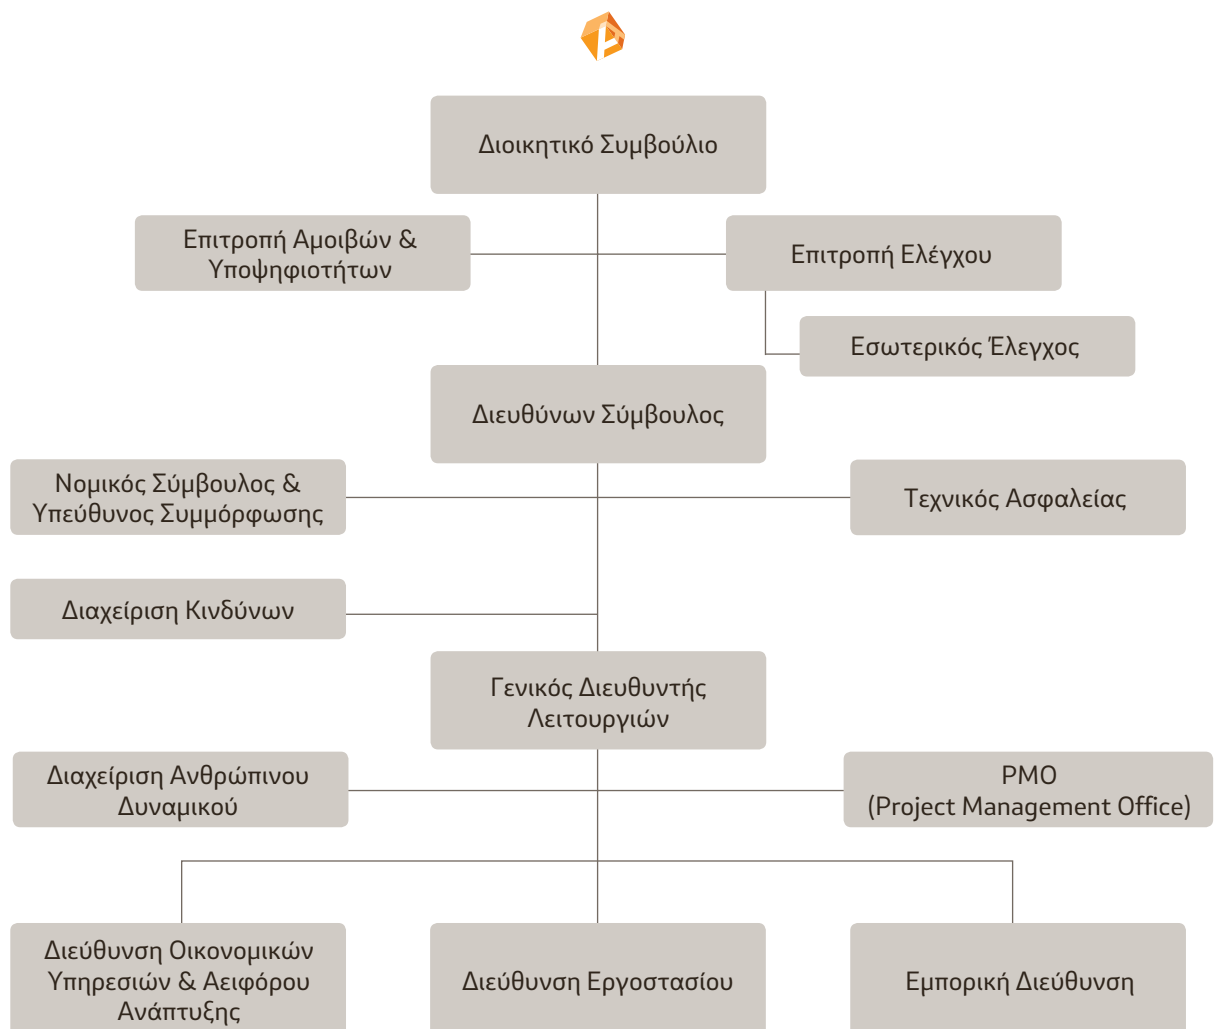 Διοικητικό Συμβούλιο
Επιτροπή Αμοιβών &
Υποψηφιοτήτων
Επιτροπή Ελέγχου
Εσωτερικός Έλεγχος
Διευθύνων Σύμβουλος
Νομικός Σύμβουλος &
Υπεύθυνος Συμμόρφωσης
Τεχνικός Ασφαλείας
Διαχείριση Κινδύνων
Γενικός Διευθυντής
Λειτουργιών
Διαχείριση Ανθρώπινου
Δυναμικού
PMO
(Project Management Office)
Διεύθυνση Οικονομικών
Υπηρεσιών & Αειφόρου
Ανάπτυξης
Διεύθυνση Εργοστασίου
Εμπορική Διεύθυνση